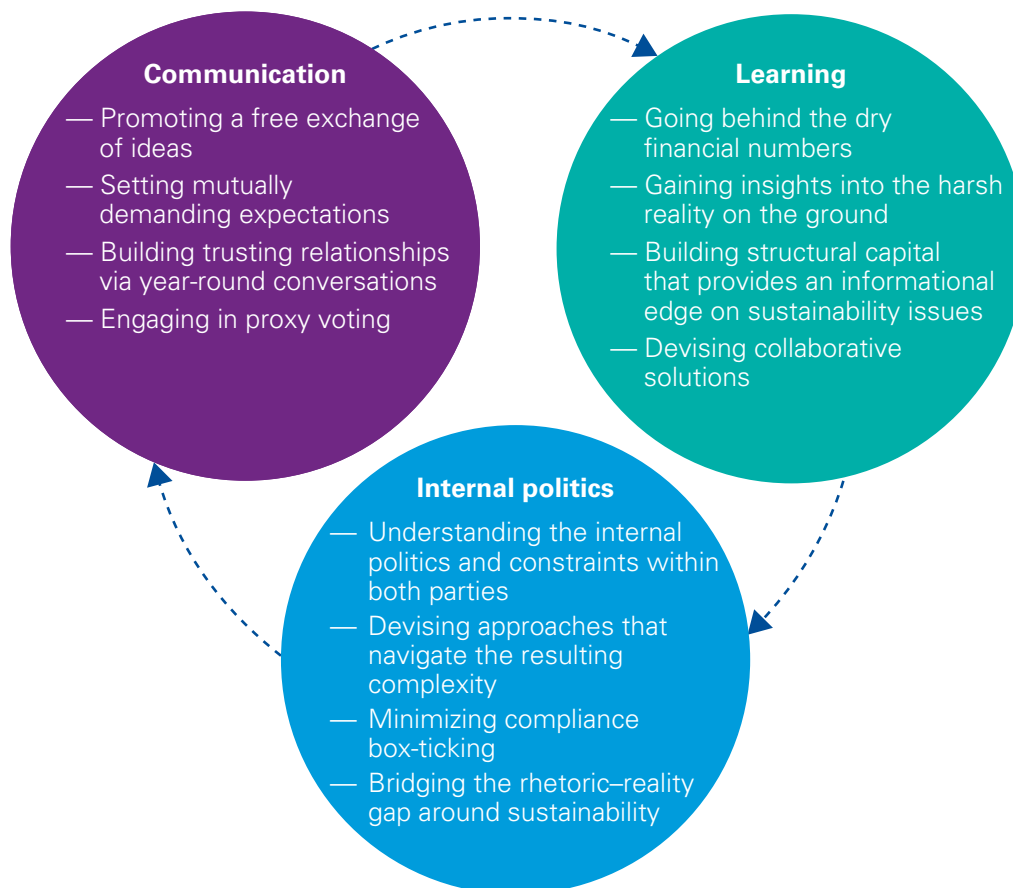 Communication
— Promoting a free exchange
of ideas
— Setting mutually
demanding expectations
— Building trusting relationships
via year-round conversations
— Engaging in proxy voting
Learning
— Going behind the dry
financial numbers
— Gaining insights into the harsh
reality on the ground
— Building structural capital
that provides an informational
edge on sustainability issues
— Devising collaborative
solutions
Internal politics
— Understanding the internal
politics and constraints within
both parties
— Devising approaches that
navigate the resulting
complexity
— Minimizing compliance
box-ticking
— Bridging the rhetoric–reality
gap around sustainability